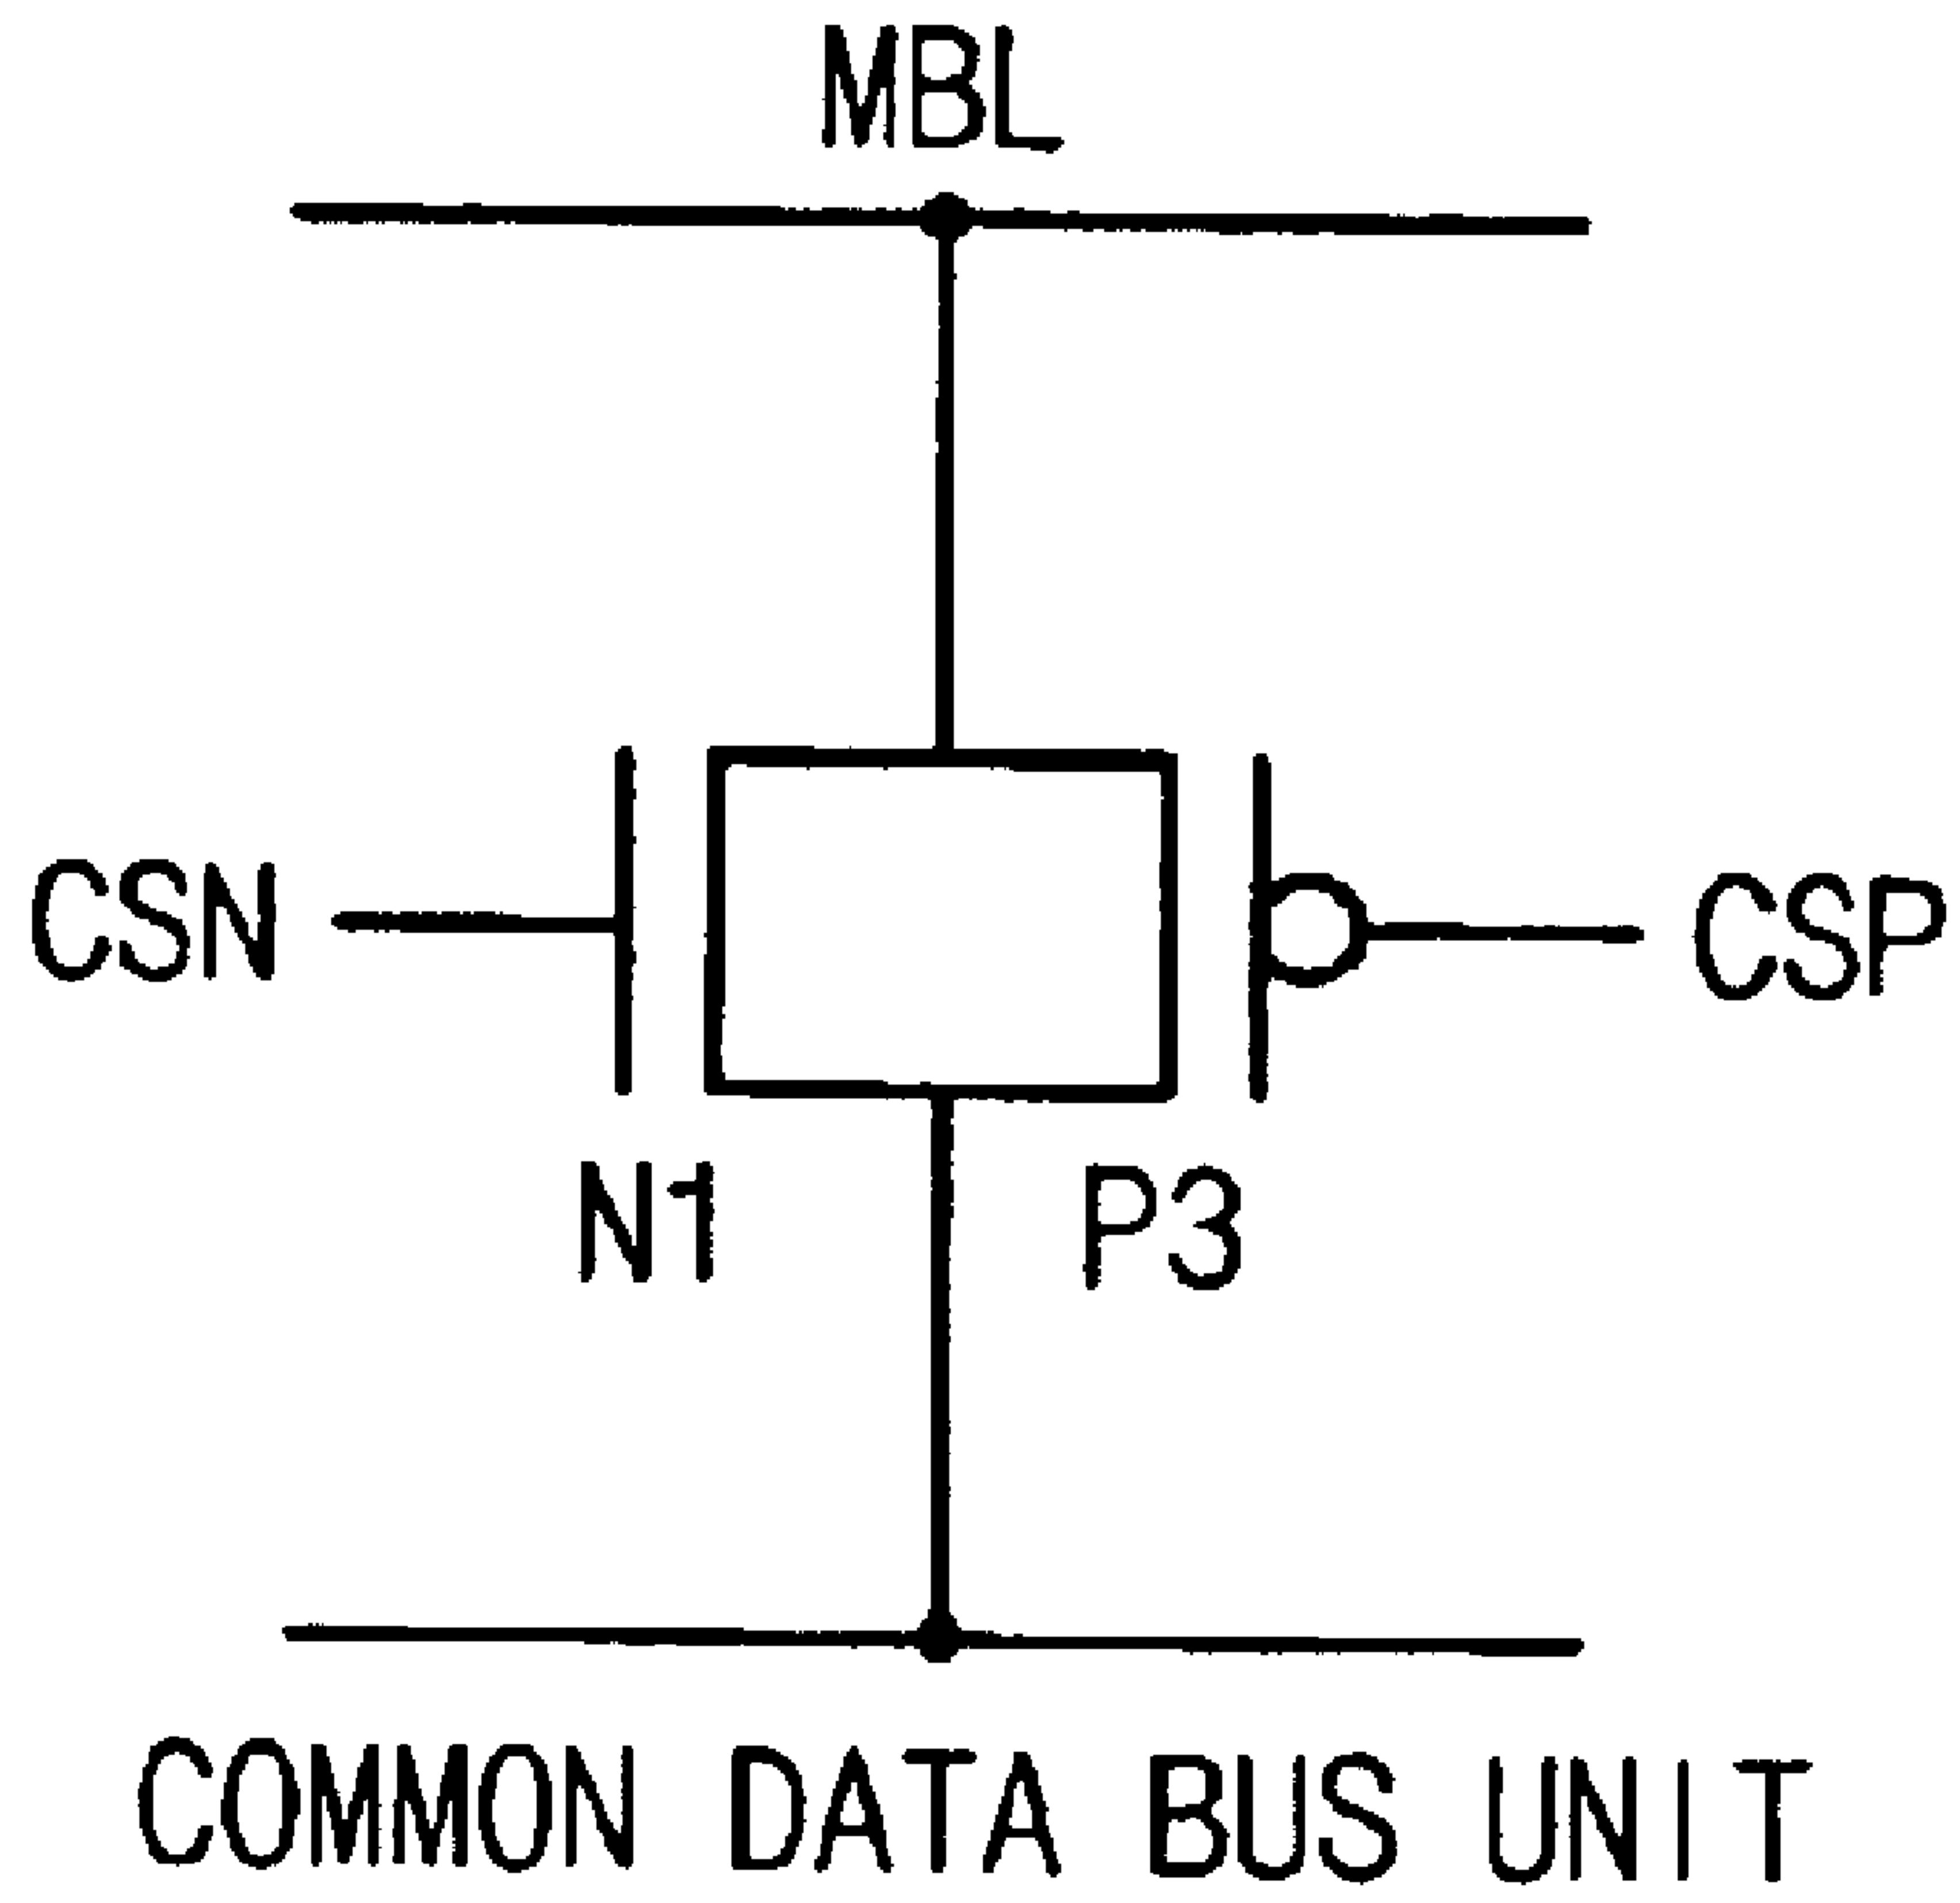 MBL
CSN
CSP
N1
P3
COMMON DATA BUS UNIT